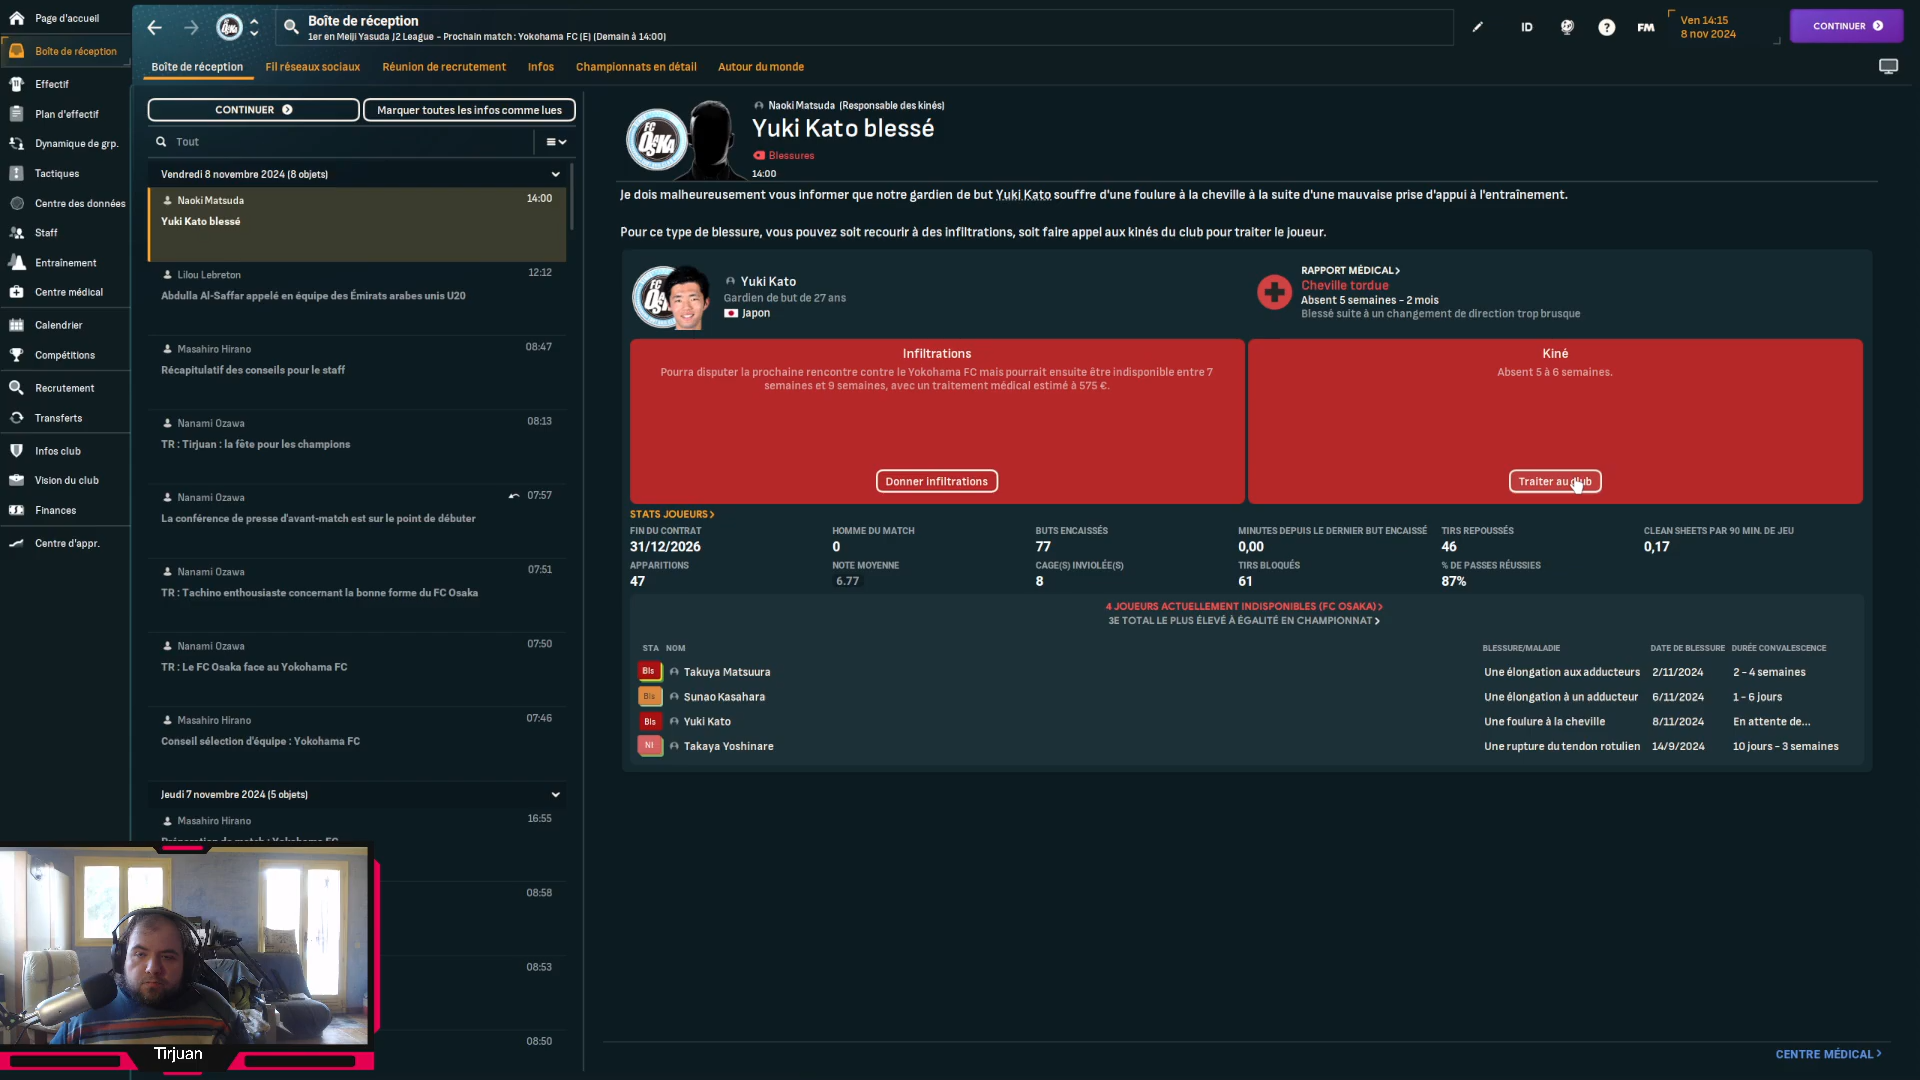 Page d'accueil
Boîte de réception
Effectif
Plan d'effectif
Dynamique de grp.
Tactiques
Centre des données
Staff
Entraînement
Centre médical
Calendrier
Compétitions
Recrutement
Transferts
Infos club
Vision du club
Finances
Centre d'appr.
Boîte de réception
1er en Meiji Yasuda J2 League - Prochain match : Yokohama FC (E) (Demain à 14:00)
ID
FM
Ven 14:15
8 nov 2024
CONTINUER
Boîte de réception
Fil réseaux sociaux
Réunion de recrutement
Infos
Championnats en détail
Autour du monde
CONTINUER
Marquer toutes les infos comme lues
Tout
Vendredi 8 novembre 2024 (8 objets)
Naoki Matsuda 14:00
Yuki Kato blessé
Lilou Lebreton 12:12
Abdulla Al-Saffar appelé en équipe des Émirats arabes unis U20
Masahiro Hirano 08:47
Récapitulatif des conseils pour le staff
Nanami Ozawa 08:13
TR : Tirjuan : la fête pour les champions
Nanami Ozawa 07:57
La conférence de presse d'avant-match est sur le point de débuter
Nanami Ozawa 07:51
TR : Tachino enthousiaste concernant la bonne forme du FC Osaka
Nanami Ozawa 07:50
TR : Le FC Osaka face au Yokohama FC
Masahiro Hirano 07:46
Conseil sélection d'équipe : Yokohama FC
Jeudi 7 novembre 2024 (5 objets)
Masahiro Hirano 16:55
08:58
08:53
08:50
Tirjuan
Naoki Matsuda (Responsable des kinés)
Yuki Kato blessé
Blessures
14:00
Je dois malheureusement vous informer que notre gardien de but Yuki Kato souffre d'une foulure à la cheville à la suite d'une mauvaise prise d'appui à l'entraînement.
Pour ce type de blessure, vous pouvez soit recourir à des infiltrations, soit faire appel aux kinés du club pour traiter le joueur.
Yuki Kato
Gardien de but de 27 ans
Japon
RAPPORT MÉDICAL
Cheville tordue
Absent 5 semaines - 2 mois
Blessé suite à un changement de direction trop brusque
Infiltrations
Pourra disputer la prochaine rencontre contre le Yokohama FC mais pourrait ensuite être indisponible entre 7
semaines et 9 semaines, avec un traitement médical estimé à 575 €.
Donner infiltrations
Kiné
Absent 5 à 6 semaines.
Traiter au club
STATS JOUEURS
FIN DU CONTRAT
31/12/2026
HOMME DU MATCH
0
BUTS ENCAISSÉS
77
MINUTES DEPUIS LE DERNIER BUT ENCAISSÉ
0,00
TIRS REPOUSSÉS
46
CLEAN SHEETS PAR 90 MIN. DE JEU
0,17
APPARITIONS
47
NOTE MOYENNE
6.77
CAGE(S) INVIOLÉE(S)
8
TIRS BLOQUÉS
61
% DE PASSES RÉUSSIES
87%
4 JOUEURS ACTUELLEMENT INDISPONIBLES (FC OSAKA)
3E TOTAL LE PLUS ÉLEVÉ À ÉGALITÉ EN CHAMPIONNAT
STA NOM BLESSURE/MALADIE DATE DE BLESSURE DURÉE CONVALESCENCE
Bls Takuya Matsuura Une élongation aux adducteurs 2/11/2024 2 - 4 semaines
Bls Sunao Kasahara Une élongation à un adducteur 6/11/2024 1 - 6 jours
Bls Yuki Kato Une foulure à la cheville 8/11/2024 En attente de...
NI Takaya Yoshinare Une rupture du tendon rotulien 14/9/2024 10 jours - 3 semaines
CENTRE MÉDICAL